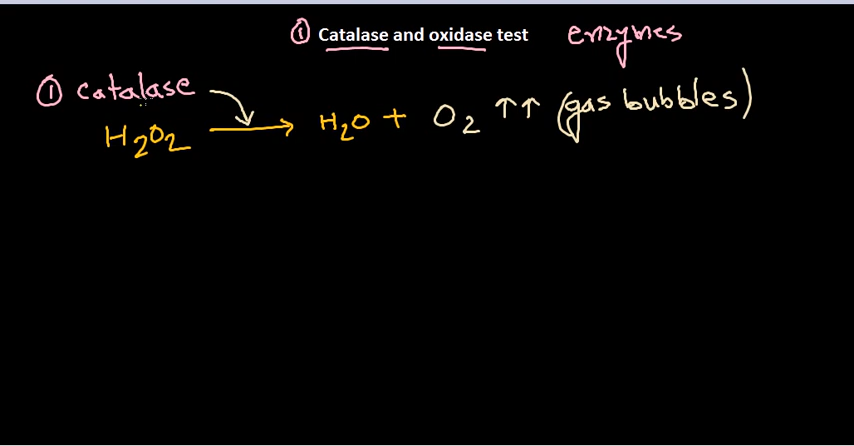 ① Catalase and oxidase test enzymes
① catalase
H2O2 → H2O + O2 ↑↑ (gas bubbles)